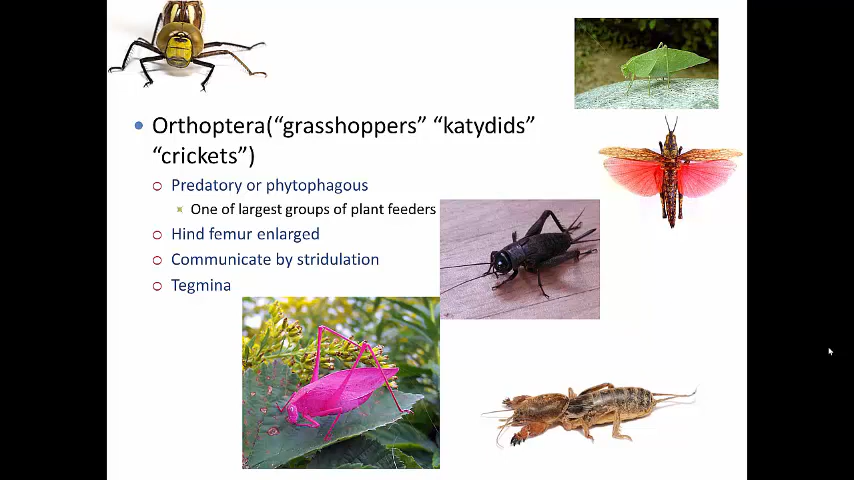 Orthoptera(“grasshoppers” “katydids”
“crickets”)
Predatory or phytophagous
One of largest groups of plant feeders
Hind femur enlarged
Communicate by stridulation
Tegmina